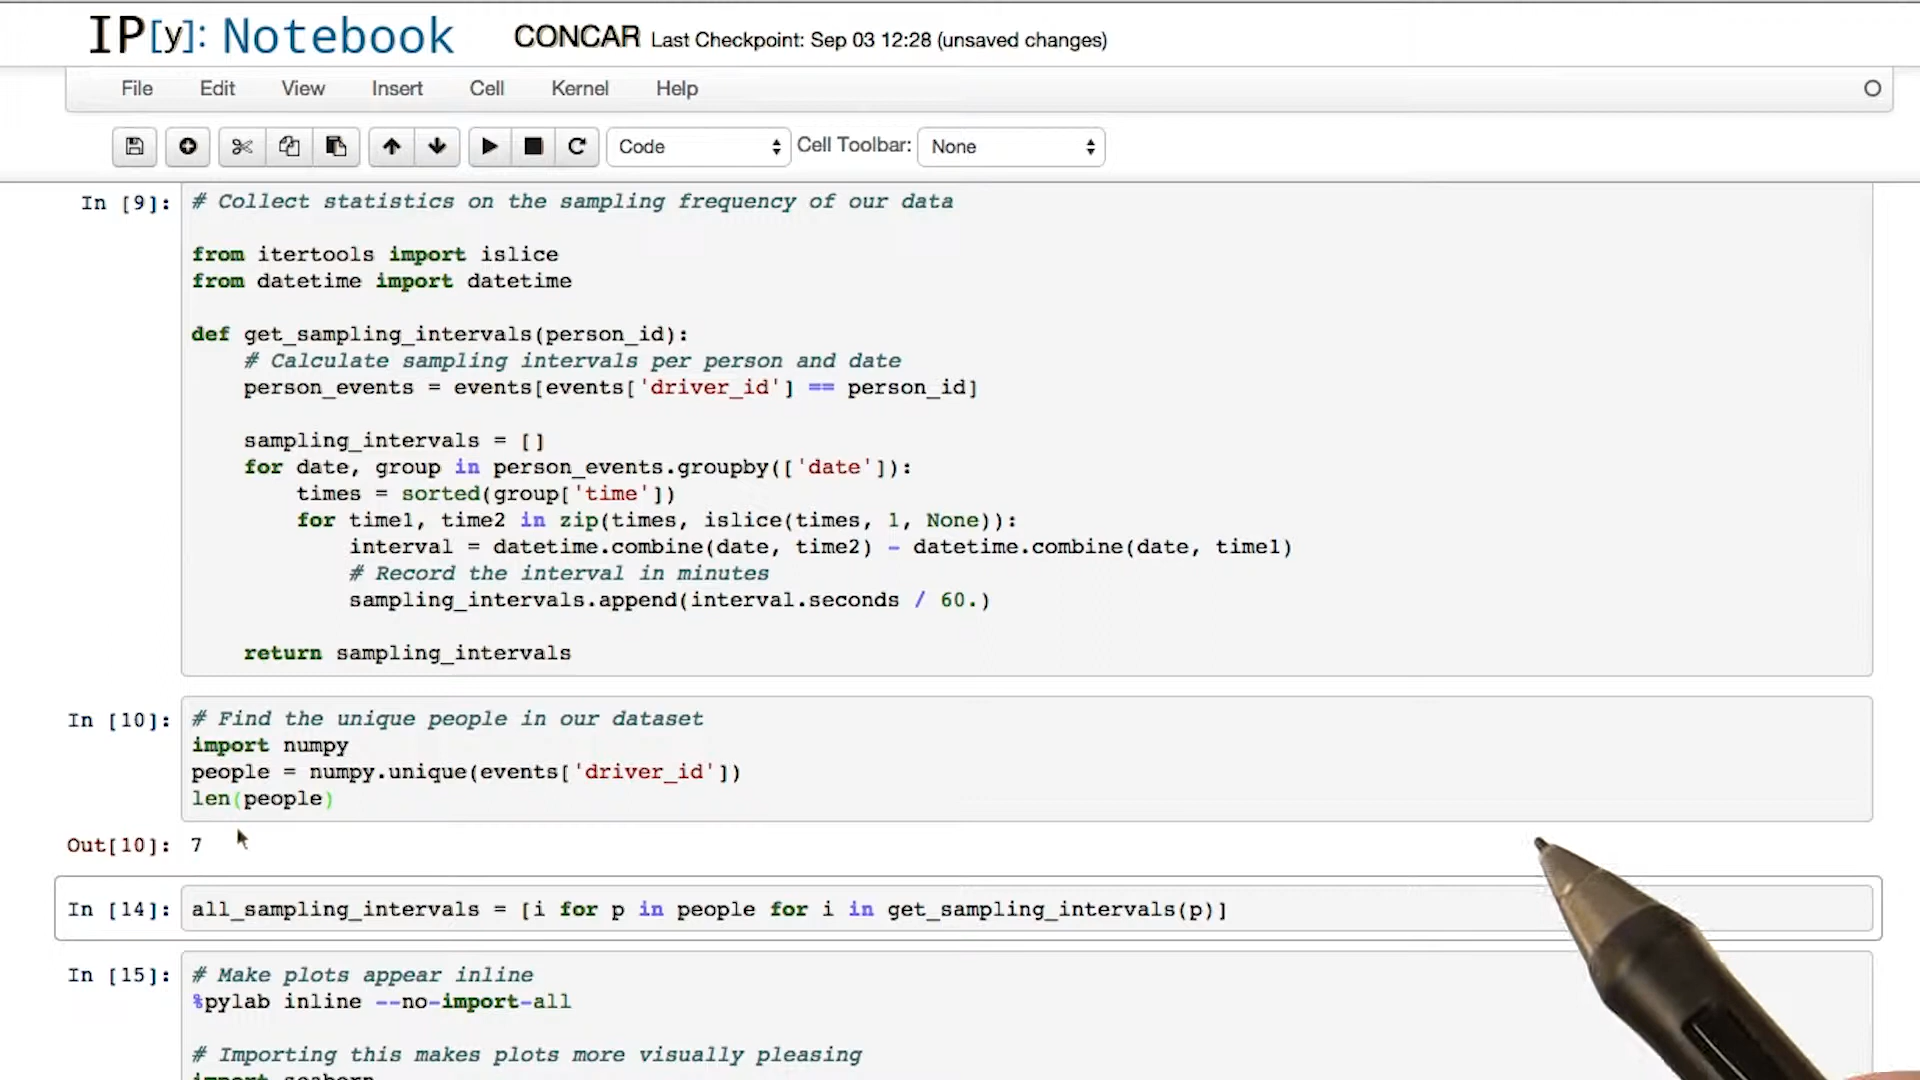 IP[y]: Notebook CONCAR Last Checkpoint: Sep 03 12:28 (unsaved changes)
File Edit View Insert Cell Kernel Help
Code Cell Toolbar: None
In [9]: # Collect statistics on the sampling frequency of our data
from itertools import islice
from datetime import datetime
def get_sampling_intervals(person_id):
# Calculate sampling intervals per person and date
person_events = events[events['driver_id'] == person_id]
sampling_intervals = []
for date, group in person_events.groupby(['date']):
times = sorted(group['time'])
for time1, time2 in zip(times, islice(times, 1, None)):
interval = datetime.combine(date, time2) - datetime.combine(date, time1)
# Record the interval in minutes
sampling_intervals.append(interval.seconds / 60.)
return sampling_intervals
In [10]: # Find the unique people in our dataset
import numpy
people = numpy.unique(events['driver_id'])
len(people)
Out[10]: 7
In [14]: all_sampling_intervals = [i for p in people for i in get_sampling_intervals(p)]
In [15]: # Make plots appear inline
%pylab inline --no-import-all
# Importing this makes plots more visually pleasing
import seaborn